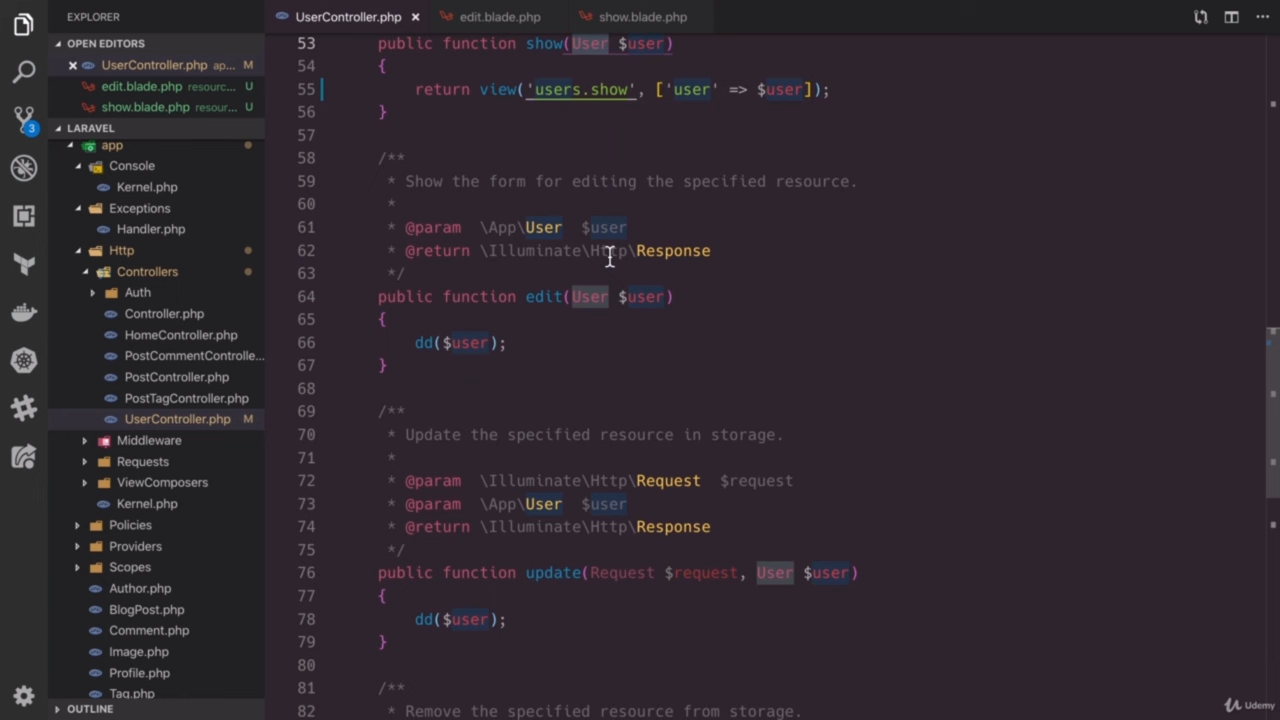 EXPLORER
UserController.php ×
edit.blade.php
show.blade.php
OPEN EDITORS
× UserController.php ap... M
edit.blade.php resourc... U
show.blade.php resour... U
LARAVEL
app
Console
Kernel.php
Exceptions
Handler.php
Http
Controllers
Auth
Controller.php
HomeController.php
PostCommentControlle...
PostController.php
PostTagController.php
UserController.php M
Middleware
Requests
ViewComposers
Kernel.php
Policies
Providers
Scopes
Author.php
BlogPost.php
Comment.php
Image.php
Profile.php
Tag.php
OUTLINE
3
53 public function show(User $user)
54 {
55 return view('users.show', ['user' => $user]);
56 }
57
58 /**
59 * Show the form for editing the specified resource.
60 *
61 * @param \App\User $user
62 * @return \Illuminate\Http\Response
63 */
64 public function edit(User $user)
65 {
66 dd($user);
67 }
68
69 /**
70 * Update the specified resource in storage.
71 *
72 * @param \Illuminate\Http\Request $request
73 * @param \App\User $user
74 * @return \Illuminate\Http\Response
75 */
76 public function update(Request $request, User $user)
77 {
78 dd($user);
79 }
80
81 /**
82 * Remove the specified resource from storage.
Udemy